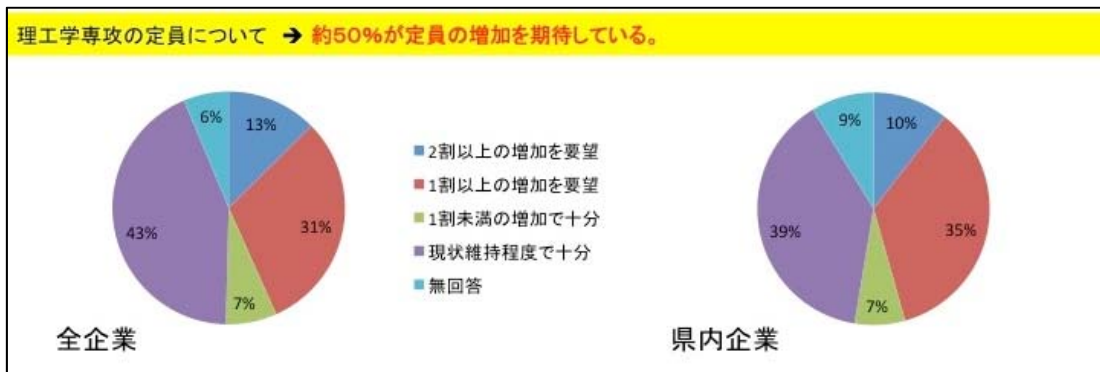 理工学専攻の定員について ➔ 約50%が定員の増加を期待している。
6%
13%
31%
7%
43%
全企業
■2割以上の増加を要望
■1割以上の増加を要望
■1割未満の増加で十分
■現状維持程度で十分
■無回答
9%
10%
35%
7%
39%
県内企業